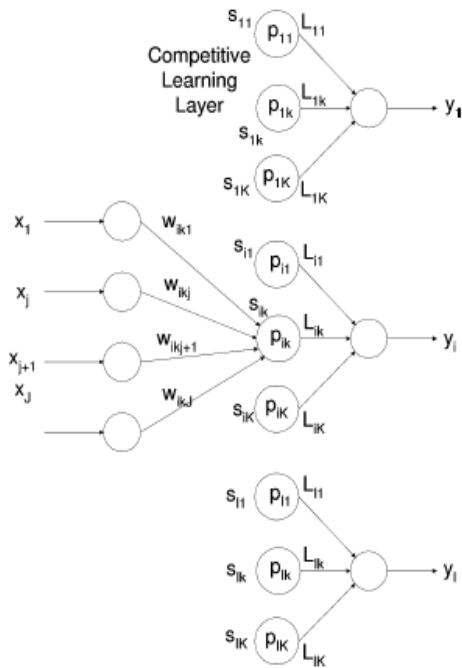 s11 p11 L11
Competitive
Learning
Layer
p1k L1k y1
s1k
s1K p1K L1K
x1 wik1
si1 pi1 Li1
xj wikj
sik pik Lik yi
xj+1 wikj+1
xJ wikJ
siK piK LiK
sI1 pI1 LI1
sIk pIk LIk yI
sIK pIK LIK